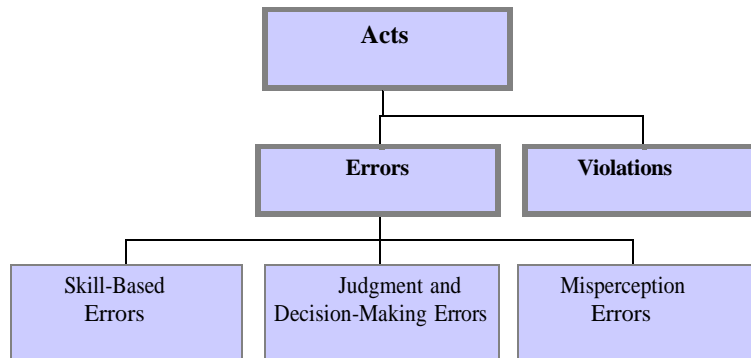 Acts
Errors
Violations
Skill-Based
Errors
Judgment and
Decision-Making Errors
Misperception
Errors